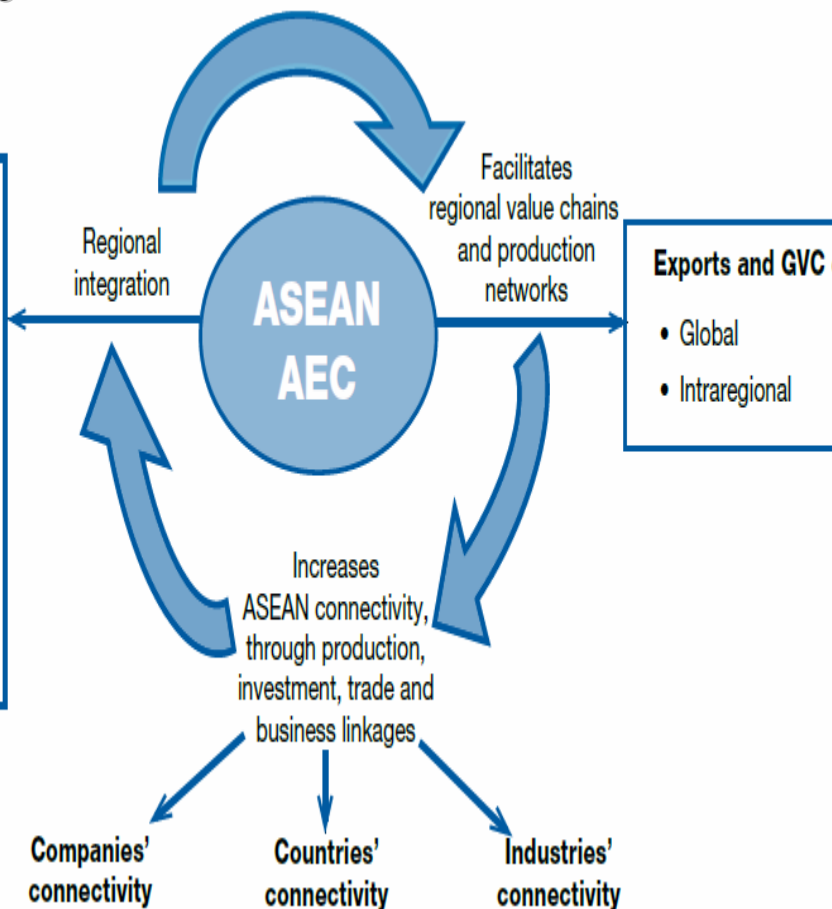 Facilitates
regional value chains
and production
networks
Regional
integration
ASEAN
AEC
Exports and GVC
• Global
• Intraregional
Increases
ASEAN connectivity,
through production,
investment, trade and
business linkages
Companies’
connectivity
Countries’
connectivity
Industries’
connectivity